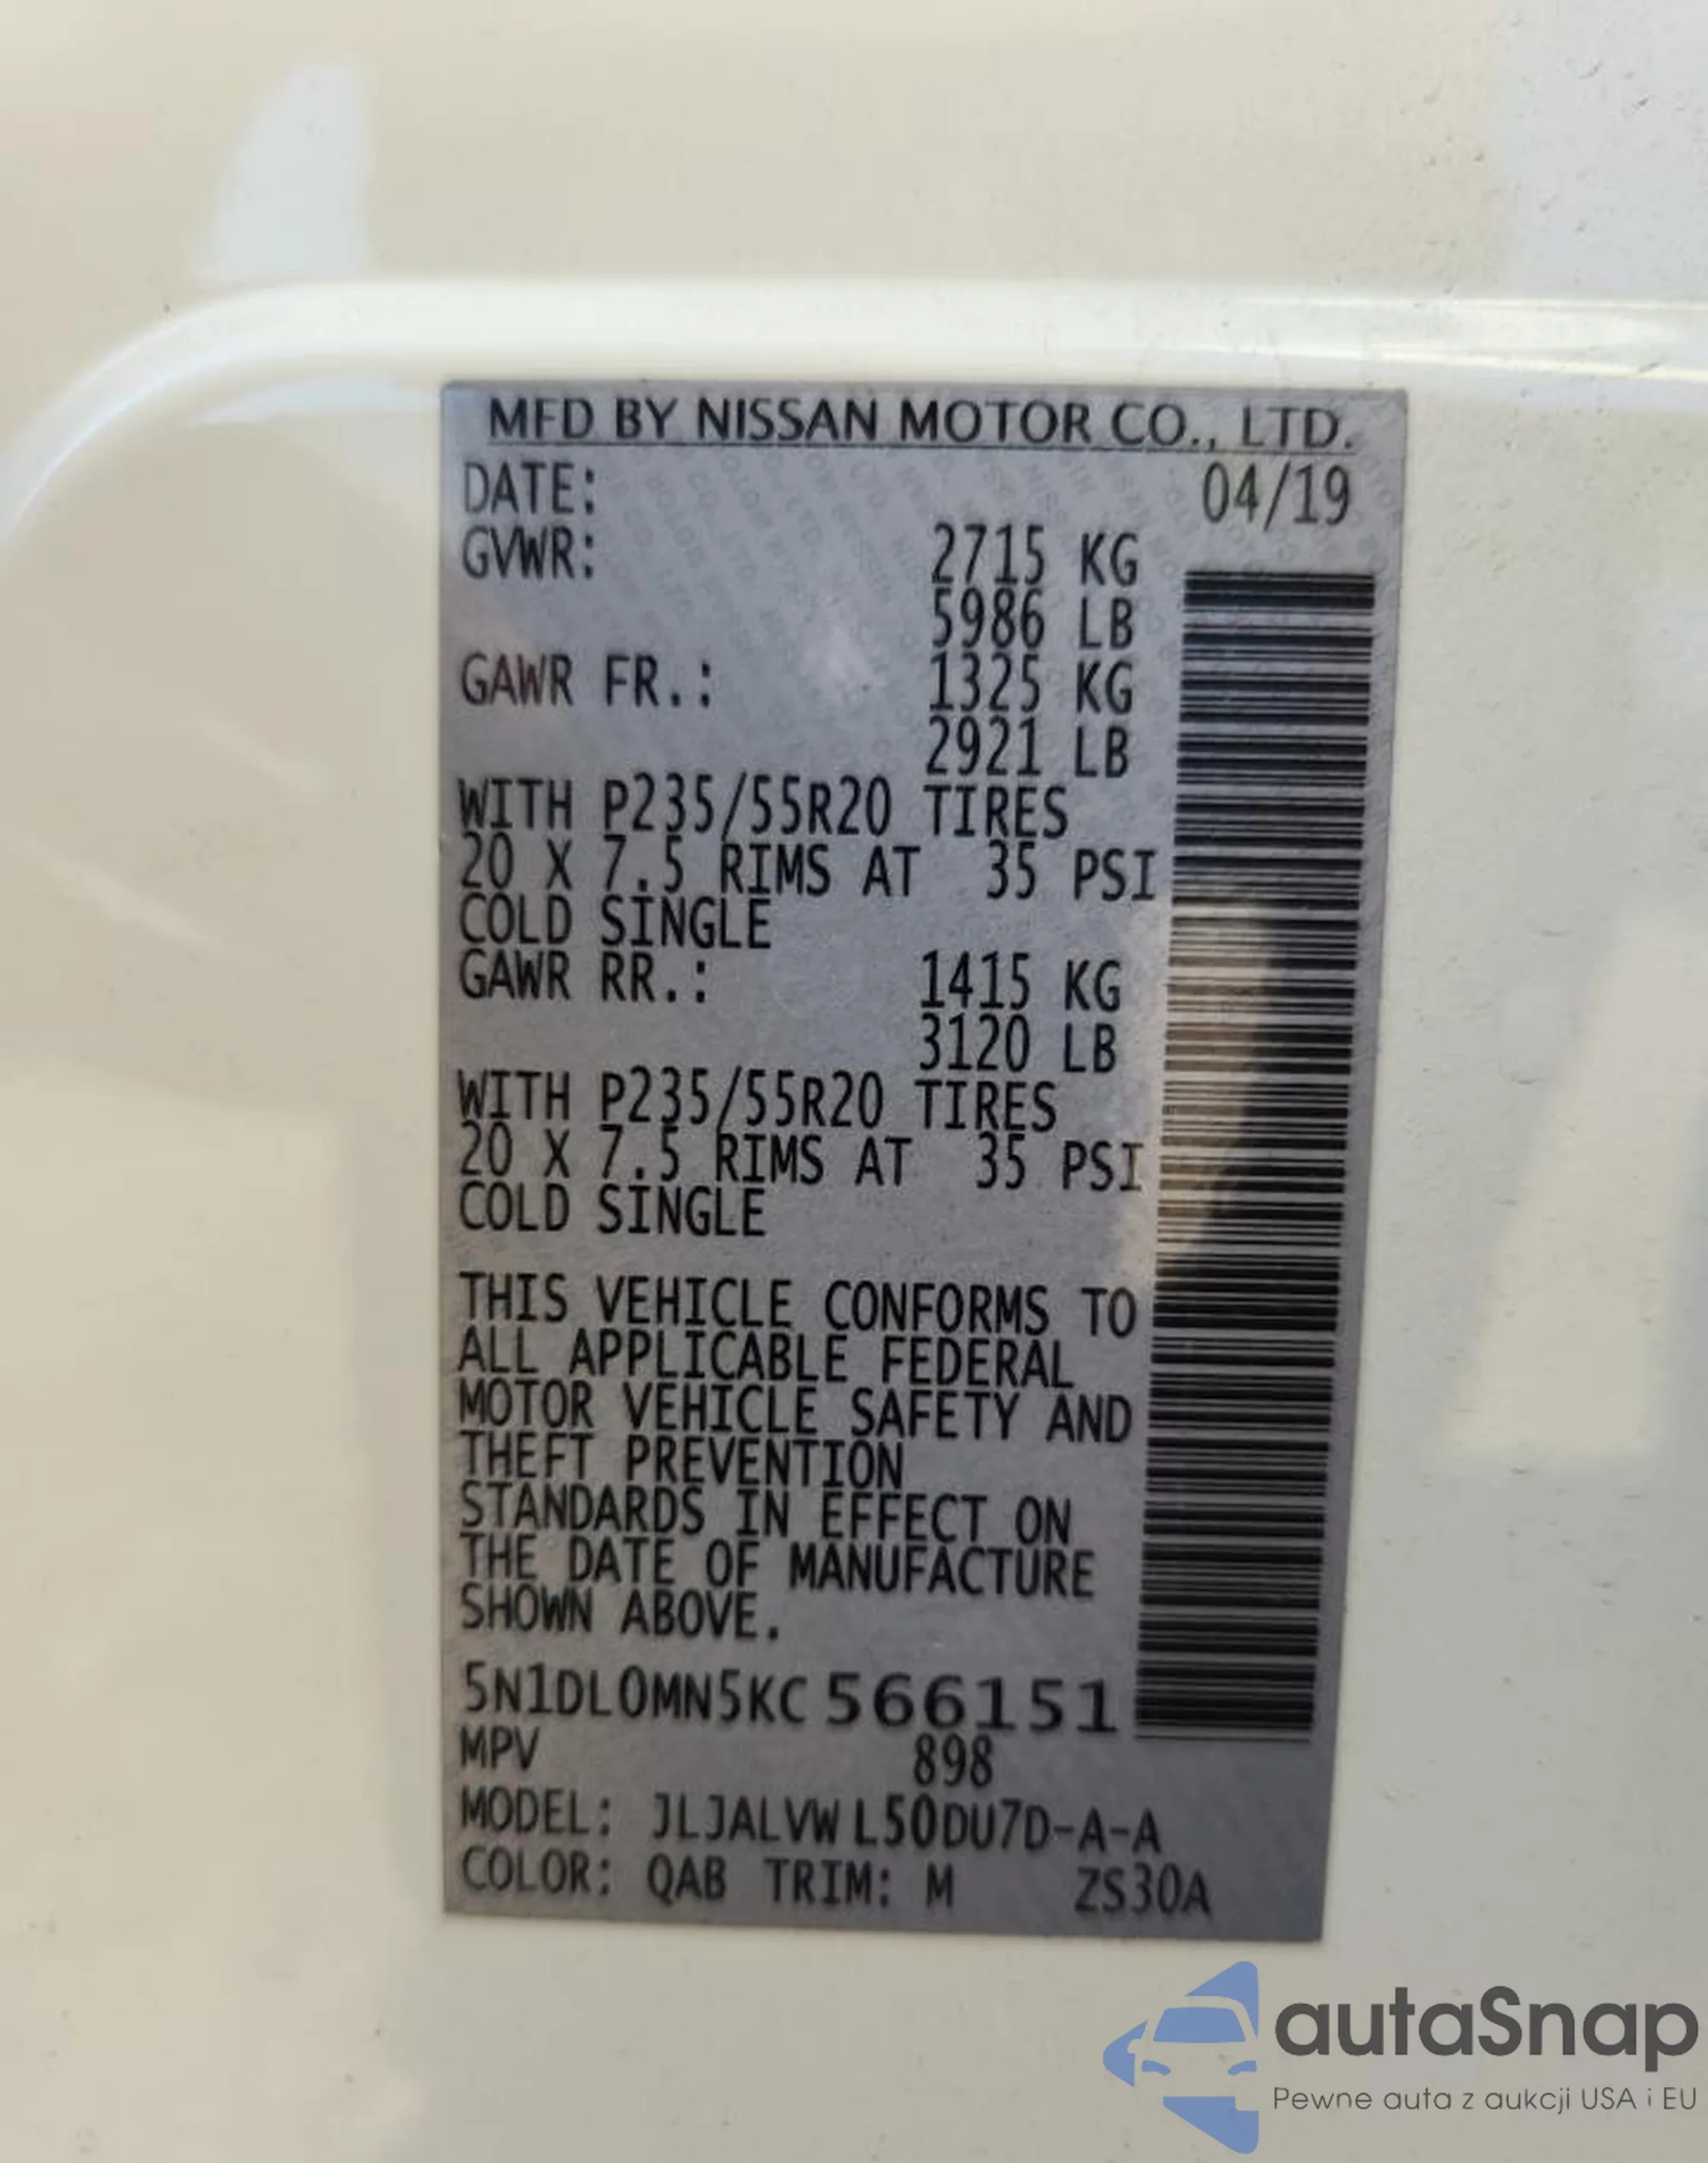 MFD BY NISSAN MOTOR CO., LTD.
DATE: 04/19
GVWR: 2715 KG
5986 LB
GAWR FR.: 1325 KG
2921 LB
WITH P235/55R20 TIRES
20 X 7.5 RIMS AT 35 PSI
COLD SINGLE
GAWR RR.: 1415 KG
3120 LB
WITH P235/55R20 TIRES
20 X 7.5 RIMS AT 35 PSI
COLD SINGLE
THIS VEHICLE CONFORMS TO
ALL APPLICABLE FEDERAL
MOTOR VEHICLE SAFETY AND
THEFT PREVENTION
STANDARDS IN EFFECT ON
THE DATE OF MANUFACTURE
SHOWN ABOVE.
5N1DL0MN5KC566151
MPV 898
MODEL: JLJALVWL50DU7D-A-A
COLOR: QAB TRIM: M ZS30A
autaSnap
Pewne auta z aukcji USA i EU